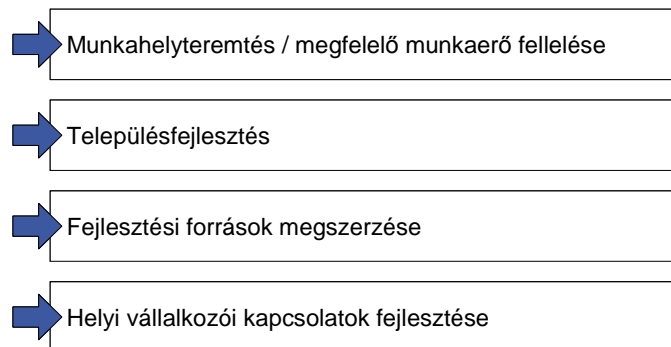 Munkahelyteremtés / megfelelő munkaerő fellelése
Településfejlesztés
Fejlesztési források megszerzése
Helyi vállalkozói kapcsolatok fejlesztése